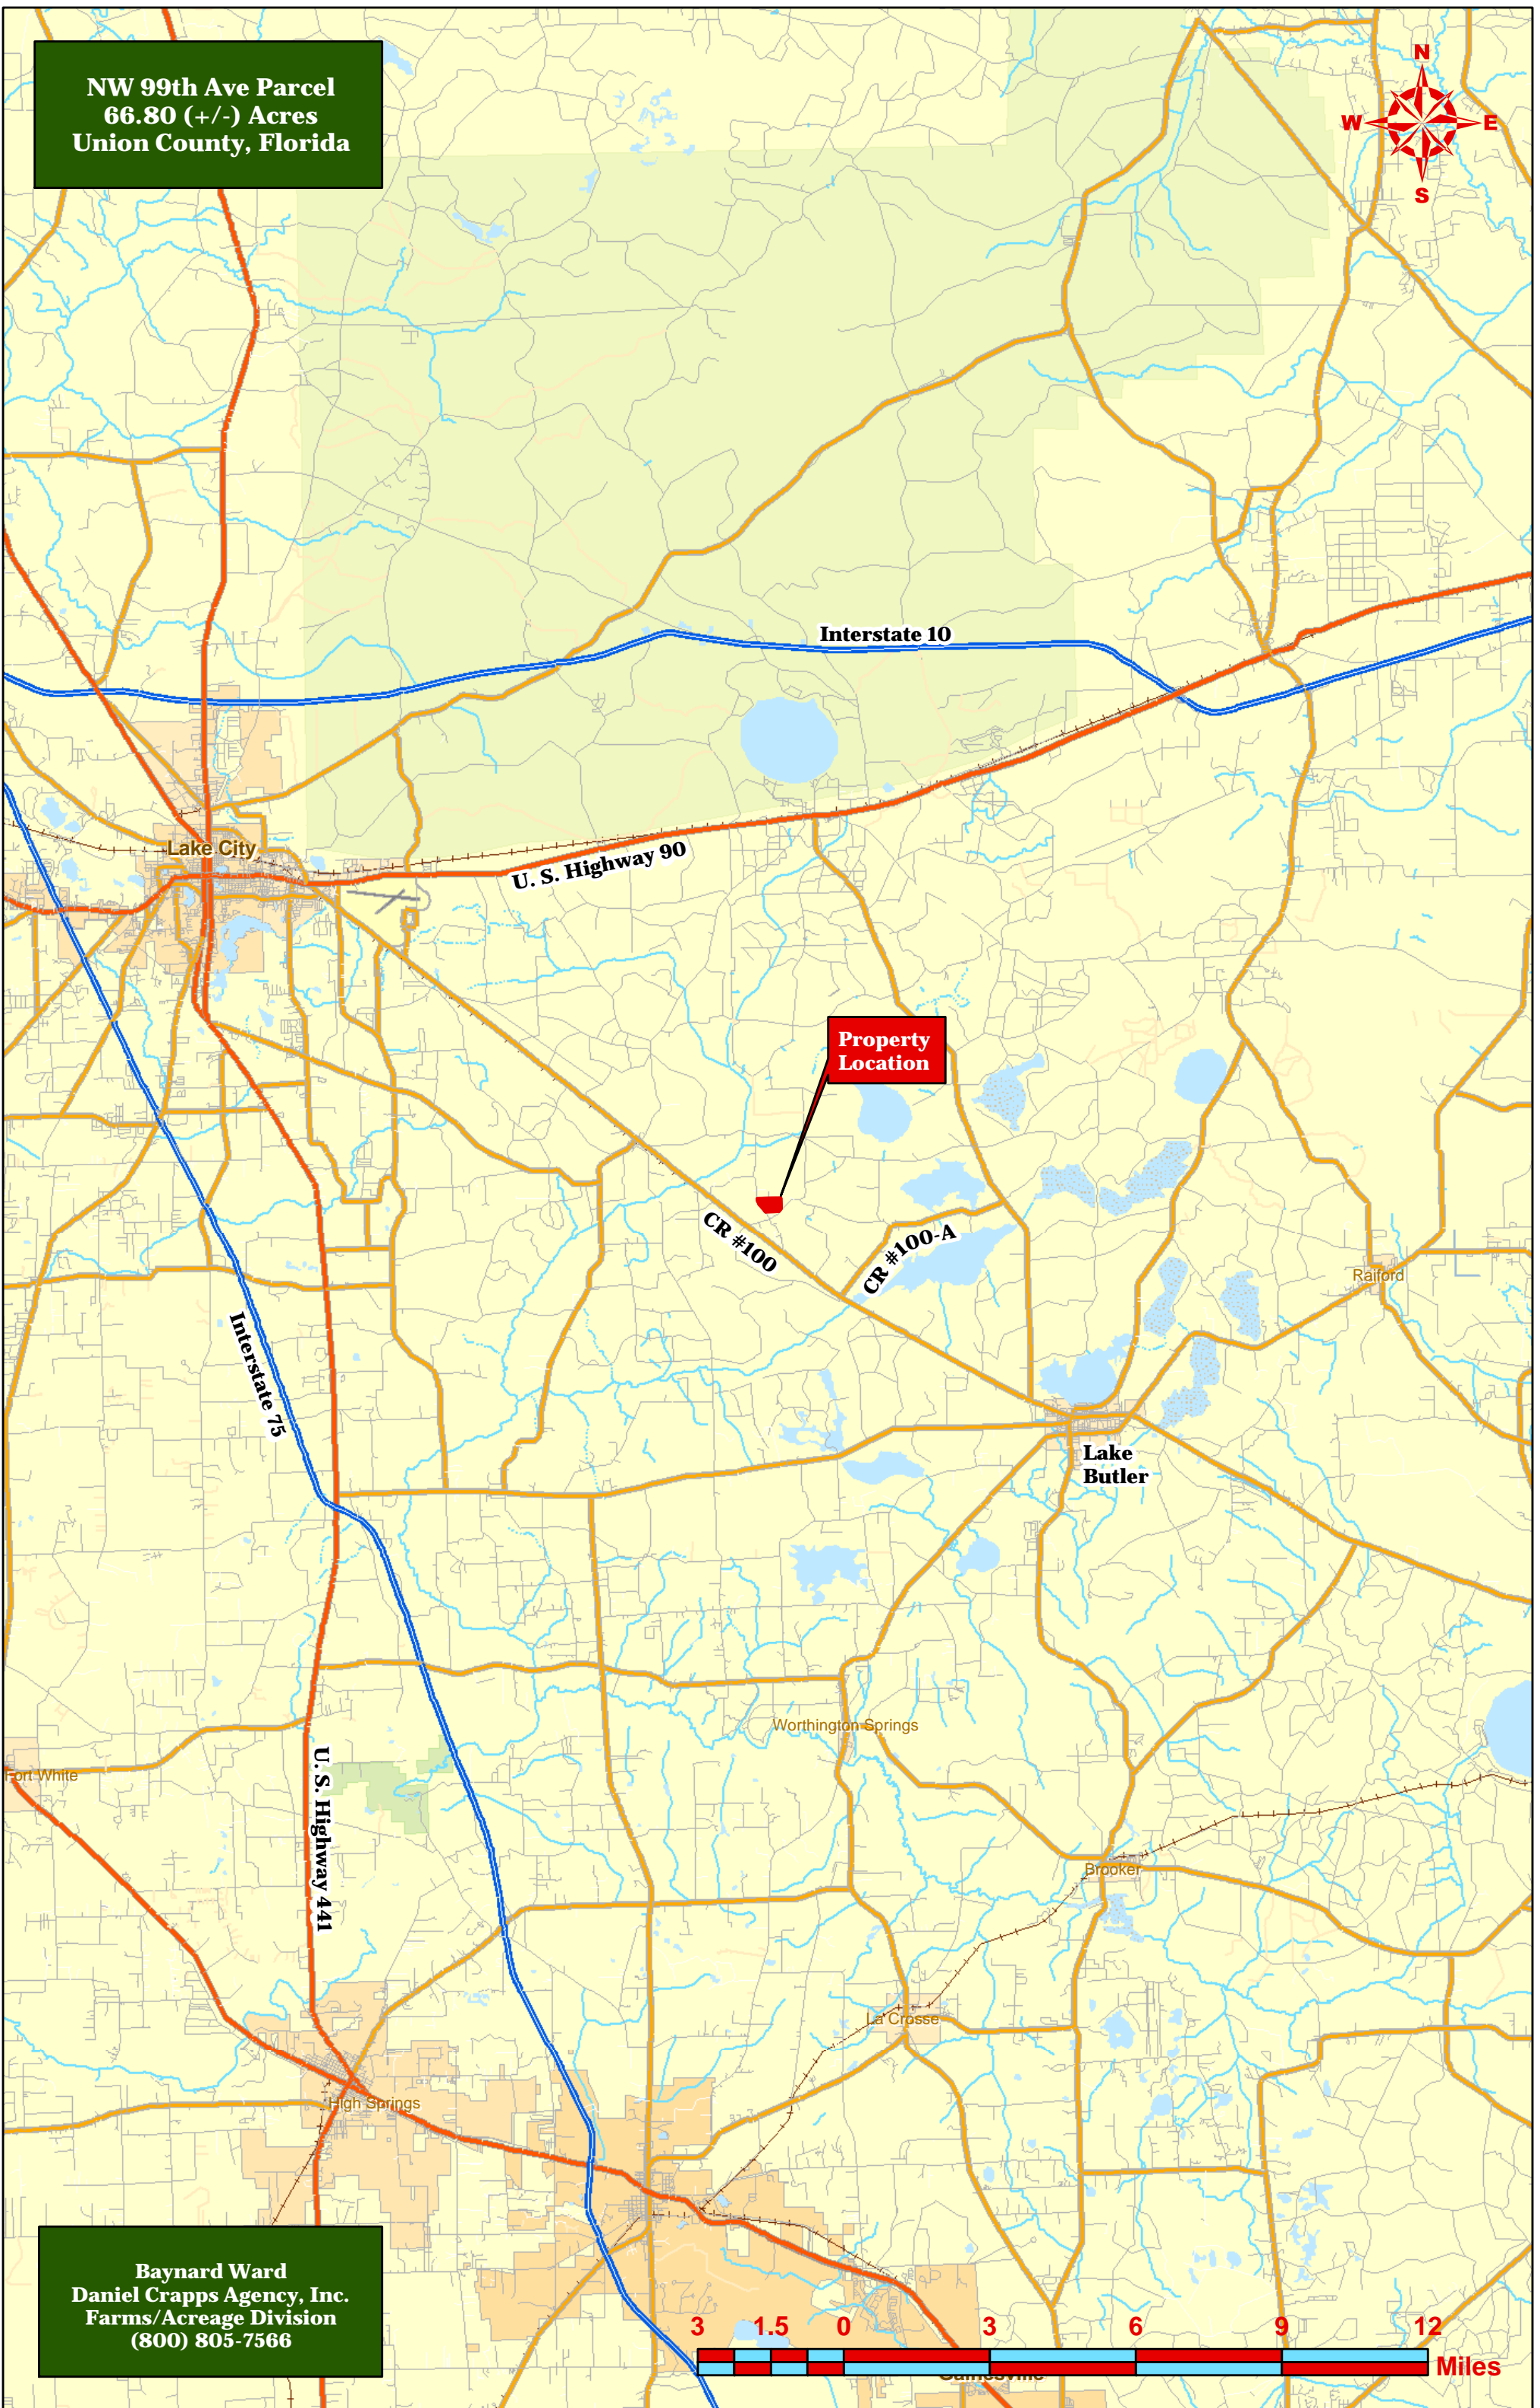 NW 99th Ave Parcel
66.80 (+/-) Acres
Union County, Florida
N
W
E
S
Interstate 10
Lake City
U. S. Highway 90
Property
Location
CR #100
CR #100-A
Raiford
Interstate 75
Lake
Butler
Worthington Springs
Fort White
U. S. Highway 441
Brooker
La Crosse
High Springs
Baynard Ward
Daniel Crapps Agency, Inc.
Farms/Acreage Division
(800) 805-7566
3 1.5 0 3 6 9 12
Miles
Gainesville